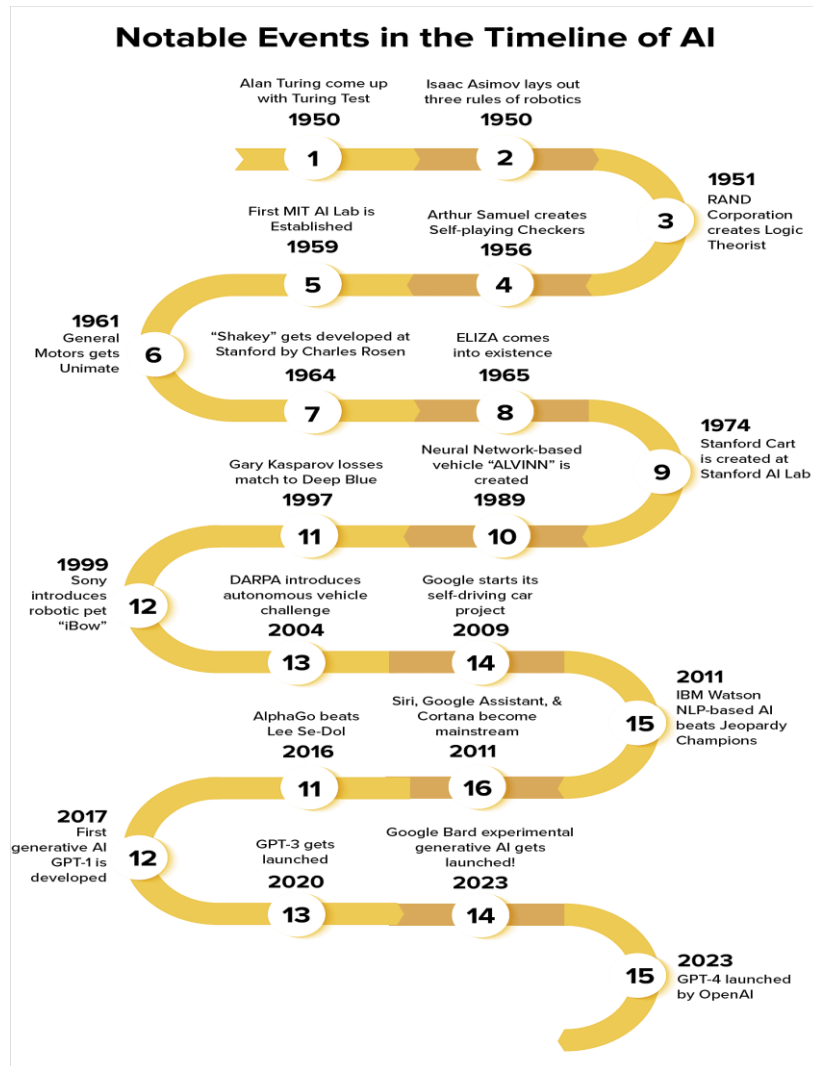 Notable Events in the Timeline of AI
Alan Turing come up
with Turing Test
1950
1
Isaac Asimov lays out
three rules of robotics
1950
2
1951
RAND
Corporation
creates Logic
Theorist
3
Arthur Samuel creates
Self-playing Checkers
1956
4
First MIT AI Lab is
Established
1959
5
1961
General
Motors gets
Unimate
6
“Shakey” gets developed at
Stanford by Charles Rosen
1964
7
ELIZA comes
into existence
1965
8
1974
Stanford Cart
is created at
Stanford AI Lab
9
Neural Network-based
vehicle “ALVINN” is
created
1989
10
Gary Kasparov losses
match to Deep Blue
1997
11
1999
Sony
introduces
robotic pet
“iBow”
12
DARPA introduces
autonomous vehicle
challenge
2004
13
Google starts its
self-driving car
project
2009
14
2011
IBM Watson
NLP-based AI
beats Jeopardy
Champions
15
Siri, Google Assistant, &
Cortana become
mainstream
2011
16
AlphaGo beats
Lee Se-Dol
2016
11
2017
First
generative AI
GPT-1 is
developed
12
GPT-3 gets
launched
2020
13
Google Bard experimental
generative AI gets
launched!
2023
14
2023
GPT-4 launched
by OpenAI
15